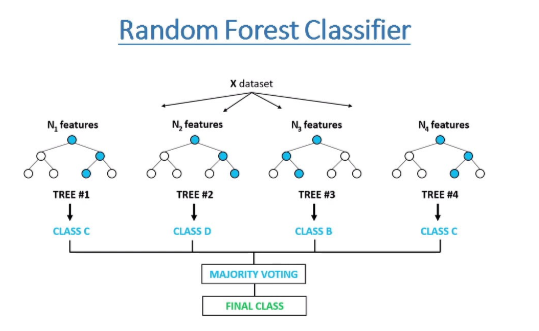 Random Forest Classifier
X dataset
N₁ features N₂ features N₃ features N₄ features
TREE #1 TREE #2 TREE #3 TREE #4
CLASS C CLASS D CLASS B CLASS C
MAJORITY VOTING
FINAL CLASS